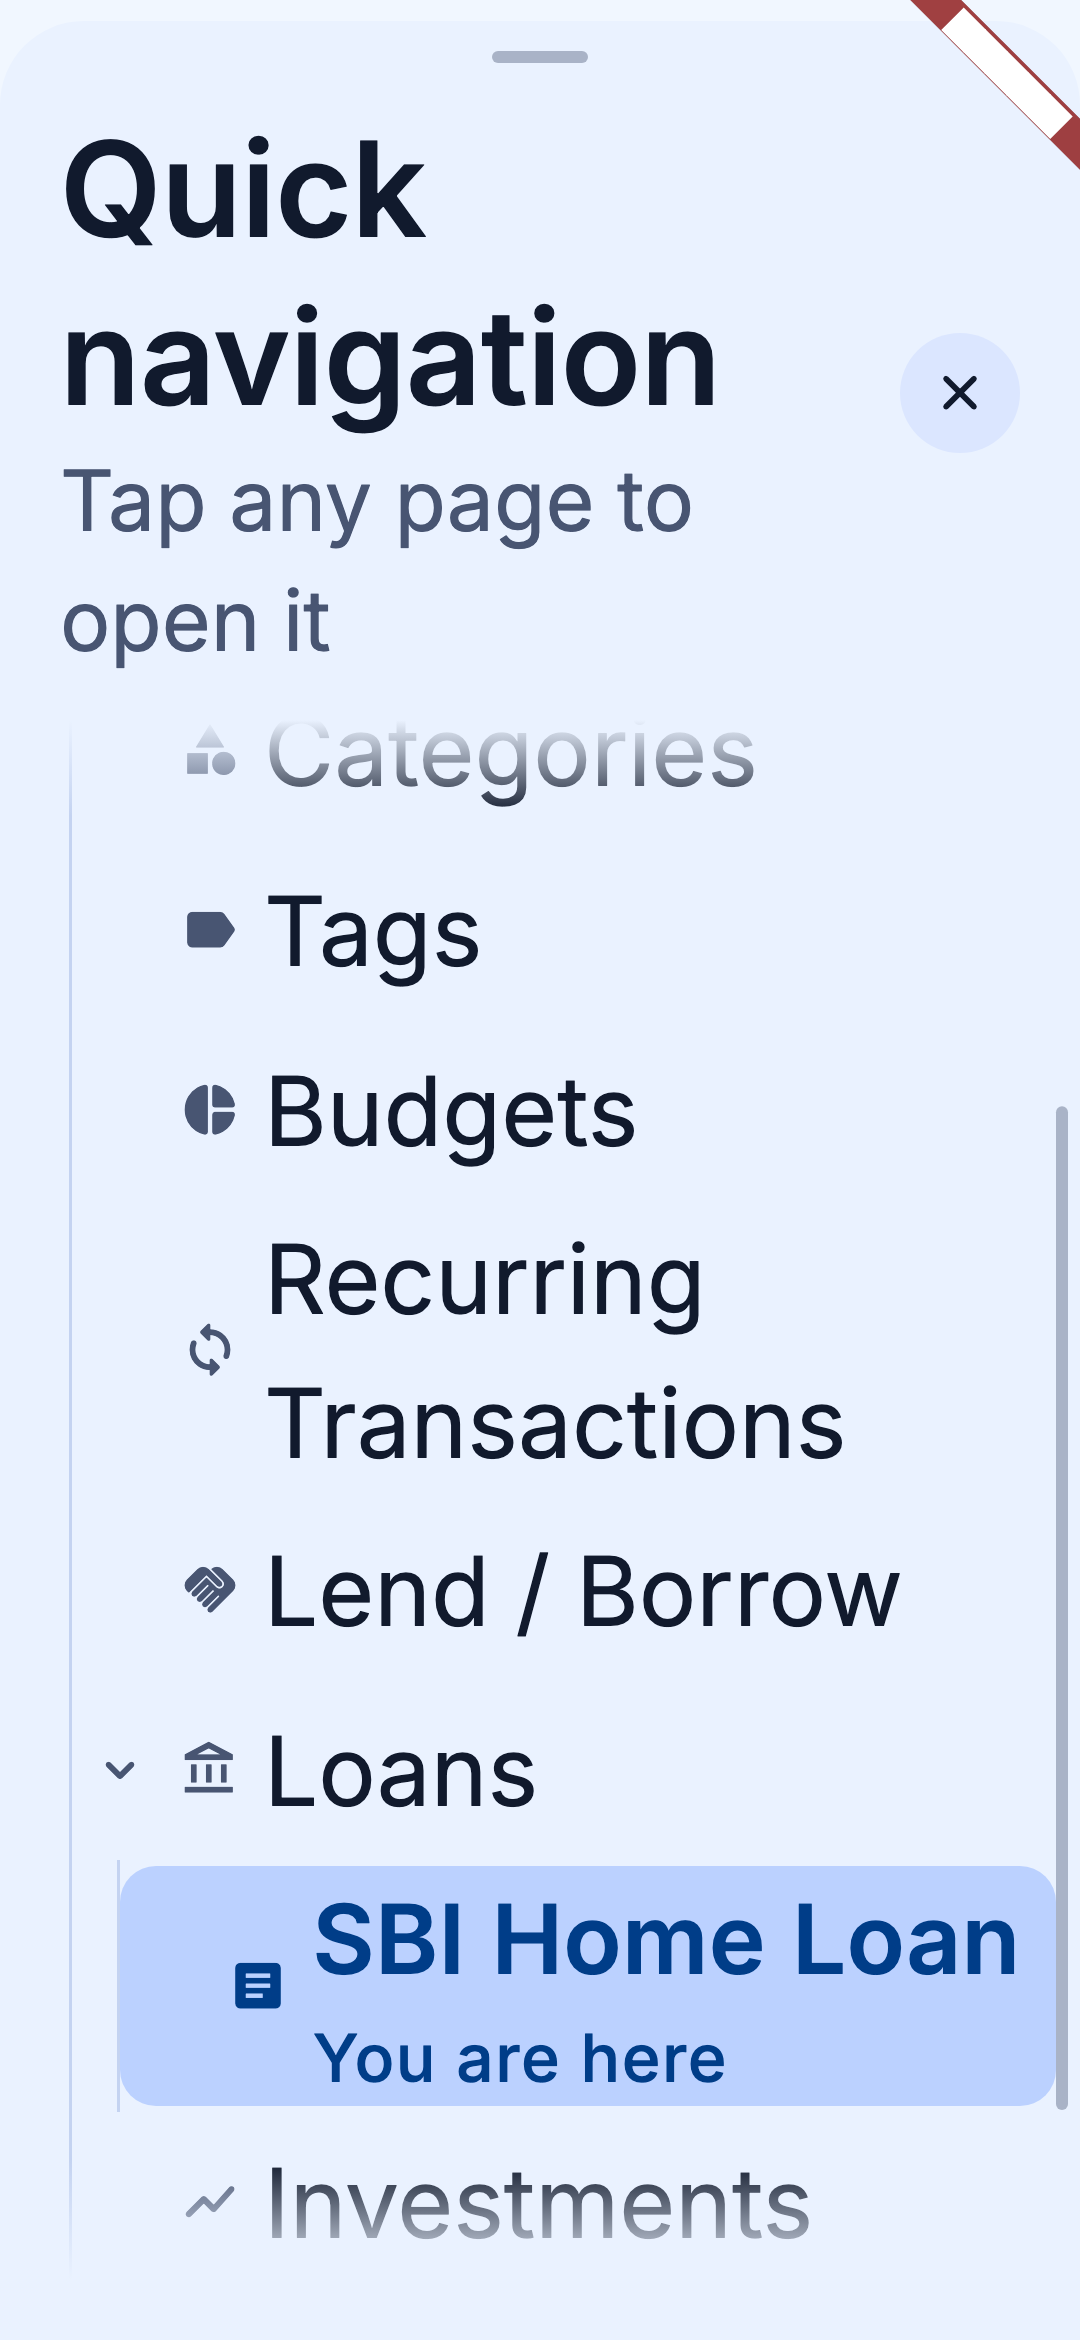 Quick
navigation
Tap any page to
open it
Categories
Tags
Budgets
Recurring
Transactions
Lend / Borrow
Loans
SBI Home Loan
You are here
Investments